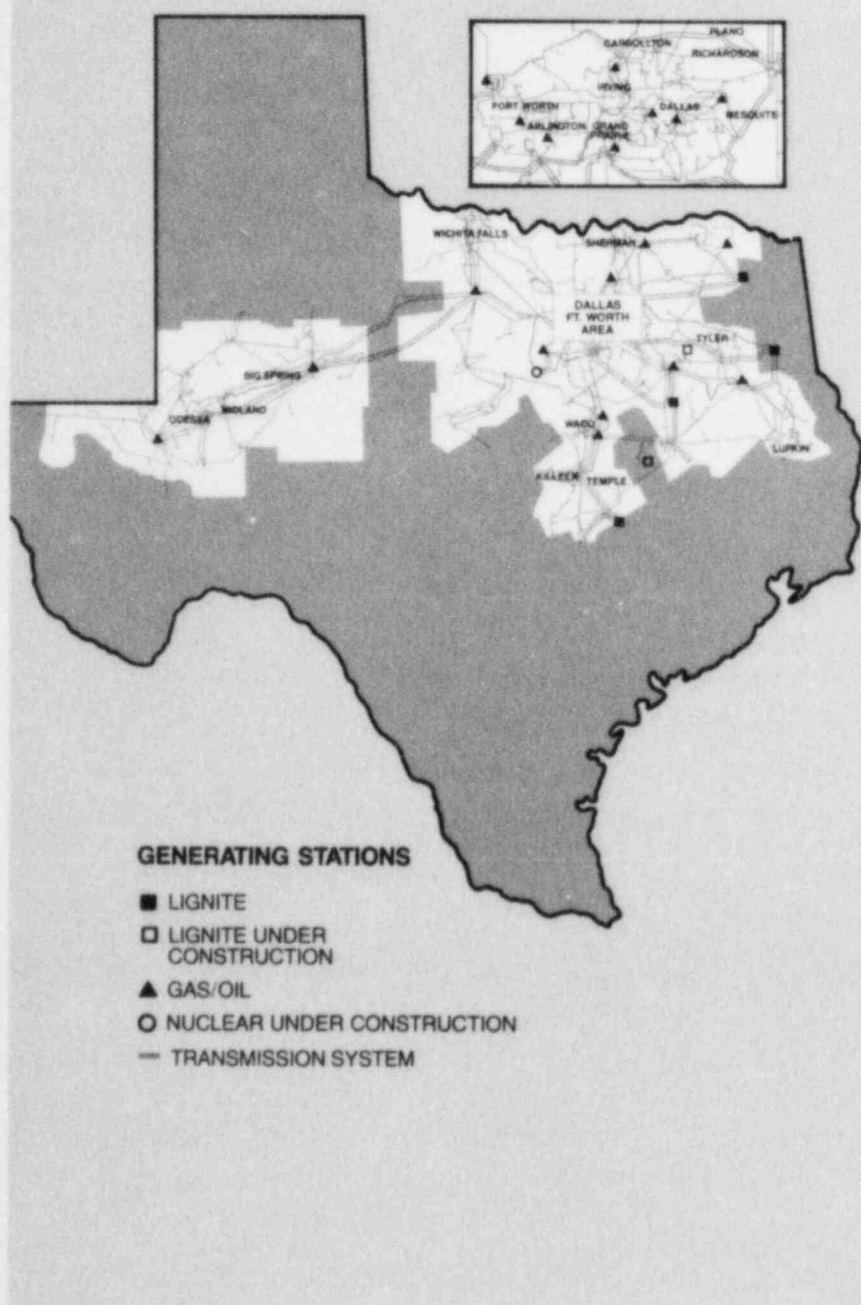 PLANO
CARROLLTON
RICHARDSON
IRVING
FORT WORTH
DALLAS
MESQUITE
ARLINGTON
GRAND
PRAIRIE
WICHITA FALLS
SHERMAN
DALLAS
FT. WORTH
AREA
TYLER
BIG SPRING
MIDLAND
ODESSA
WACO
LUFKIN
KILLEEN
TEMPLE
GENERATING STATIONS
LIGNITE
LIGNITE UNDER
CONSTRUCTION
GAS/OIL
NUCLEAR UNDER CONSTRUCTION
TRANSMISSION SYSTEM